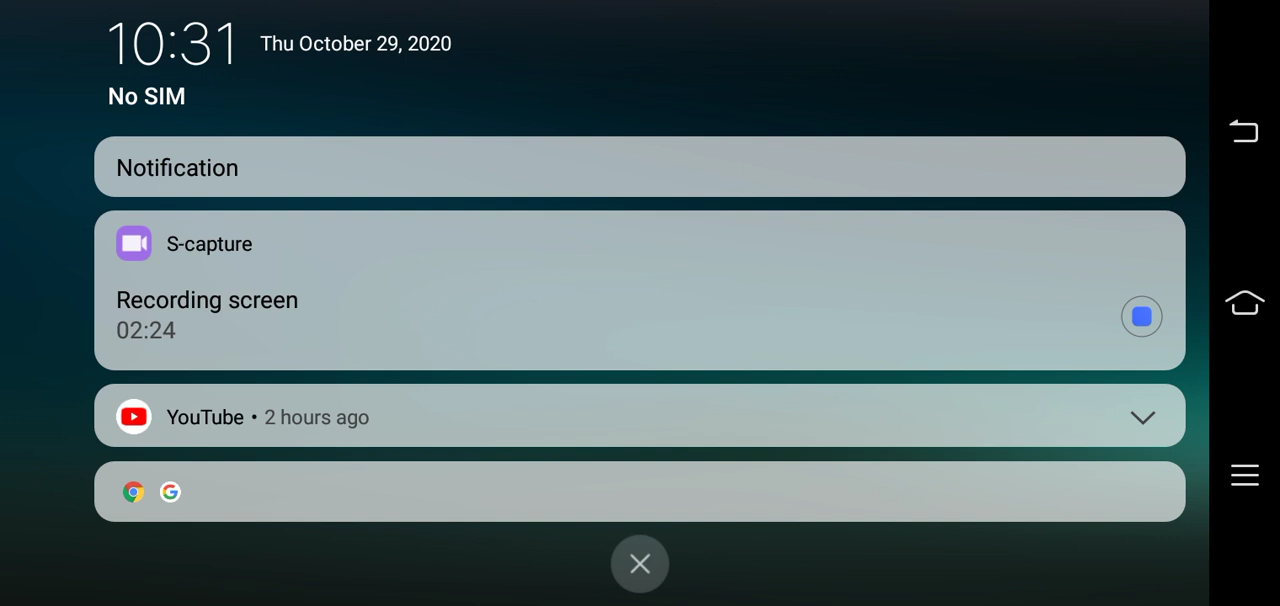 10:31 Thu October 29, 2020
No SIM
Notification
S-capture
Recording screen
02:24
YouTube • 2 hours ago